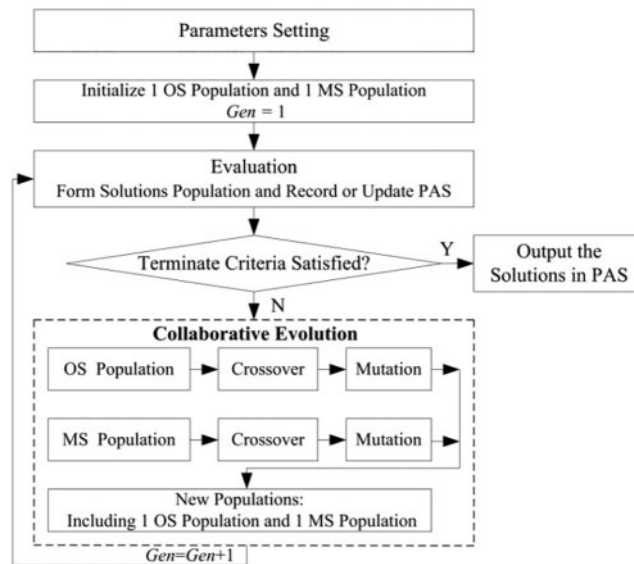 Parameters Setting
Initialize 1 OS Population and 1 MS Population
Gen = 1
Evaluation
Form Solutions Population and Record or Update PAS
Terminate Criteria Satisfied?
Y
Output the
Solutions in PAS
N
Collaborative Evolution
OS Population
Crossover
Mutation
MS Population
Crossover
Mutation
New Populations:
Including 1 OS Population and 1 MS Population
Gen=Gen+1